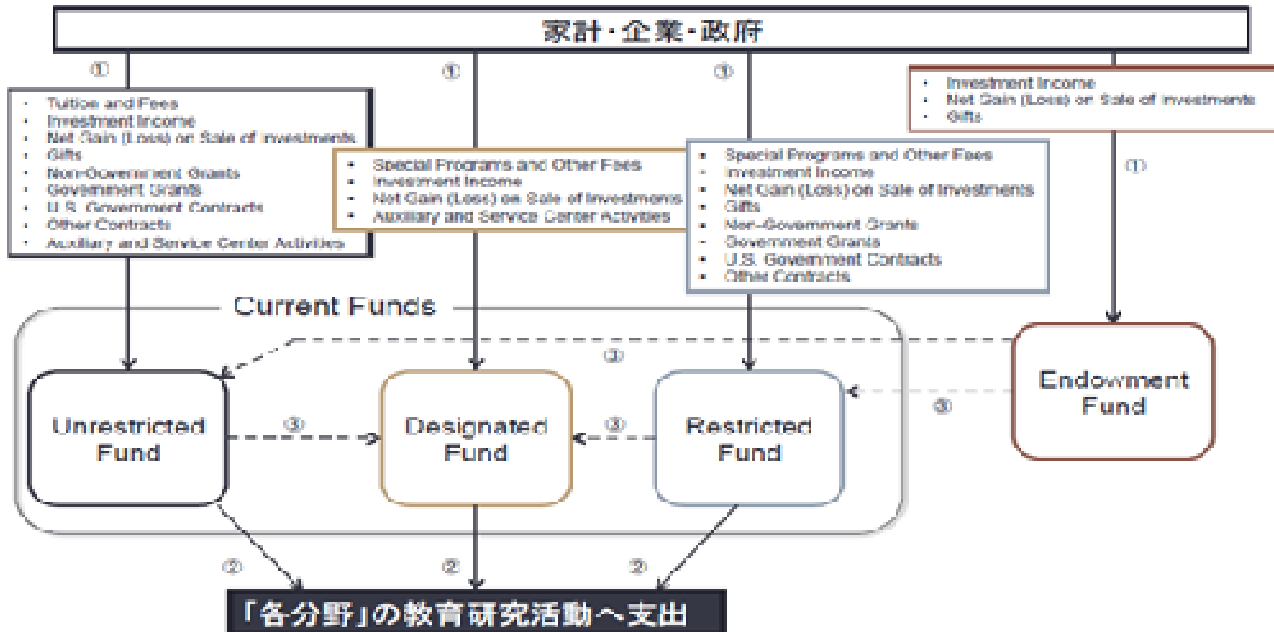 家計・企業・政府
①
①
①
Tuition and Fees
Investment Income
Net Gain (Loss) on Sale of Investments
Gifts
Non-Government Grants
Government Grants
U.S. Government Contracts
Other Contracts
Auxiliary and Service Center Activities
Special Programs and Other Fees
Investment Income
Net Gain (Loss) on Sale of Investments
Auxiliary and Service Center Activities
Special Programs and Other Fees
Investment Income
Net Gain (Loss) on Sale of Investments
Gifts
Non-Government Grants
Government Grants
U.S. Government Contracts
Other Contracts
Investment Income
Net Gain (Loss) on Sale of Investments
Gifts
①
Current Funds
③
Unrestricted
Fund
③
Designated
Fund
③
Restricted
Fund
③
Endowment
Fund
②
②
②
「各分野」の教育研究活動へ支出